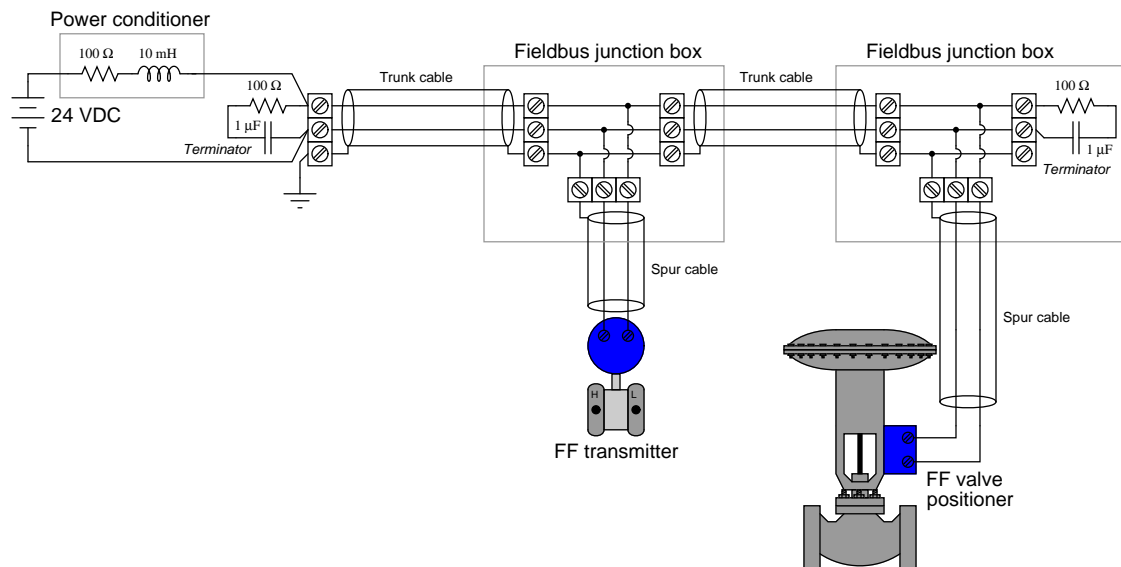 Power conditioner
100 Ω
10 mH
24 VDC
100 Ω
1 µF
Terminator
Trunk cable
Fieldbus junction box
Spur cable
H
L
FF transmitter
Trunk cable
Fieldbus junction box
100 Ω
1 µF
Terminator
Spur cable
FF valve
positioner